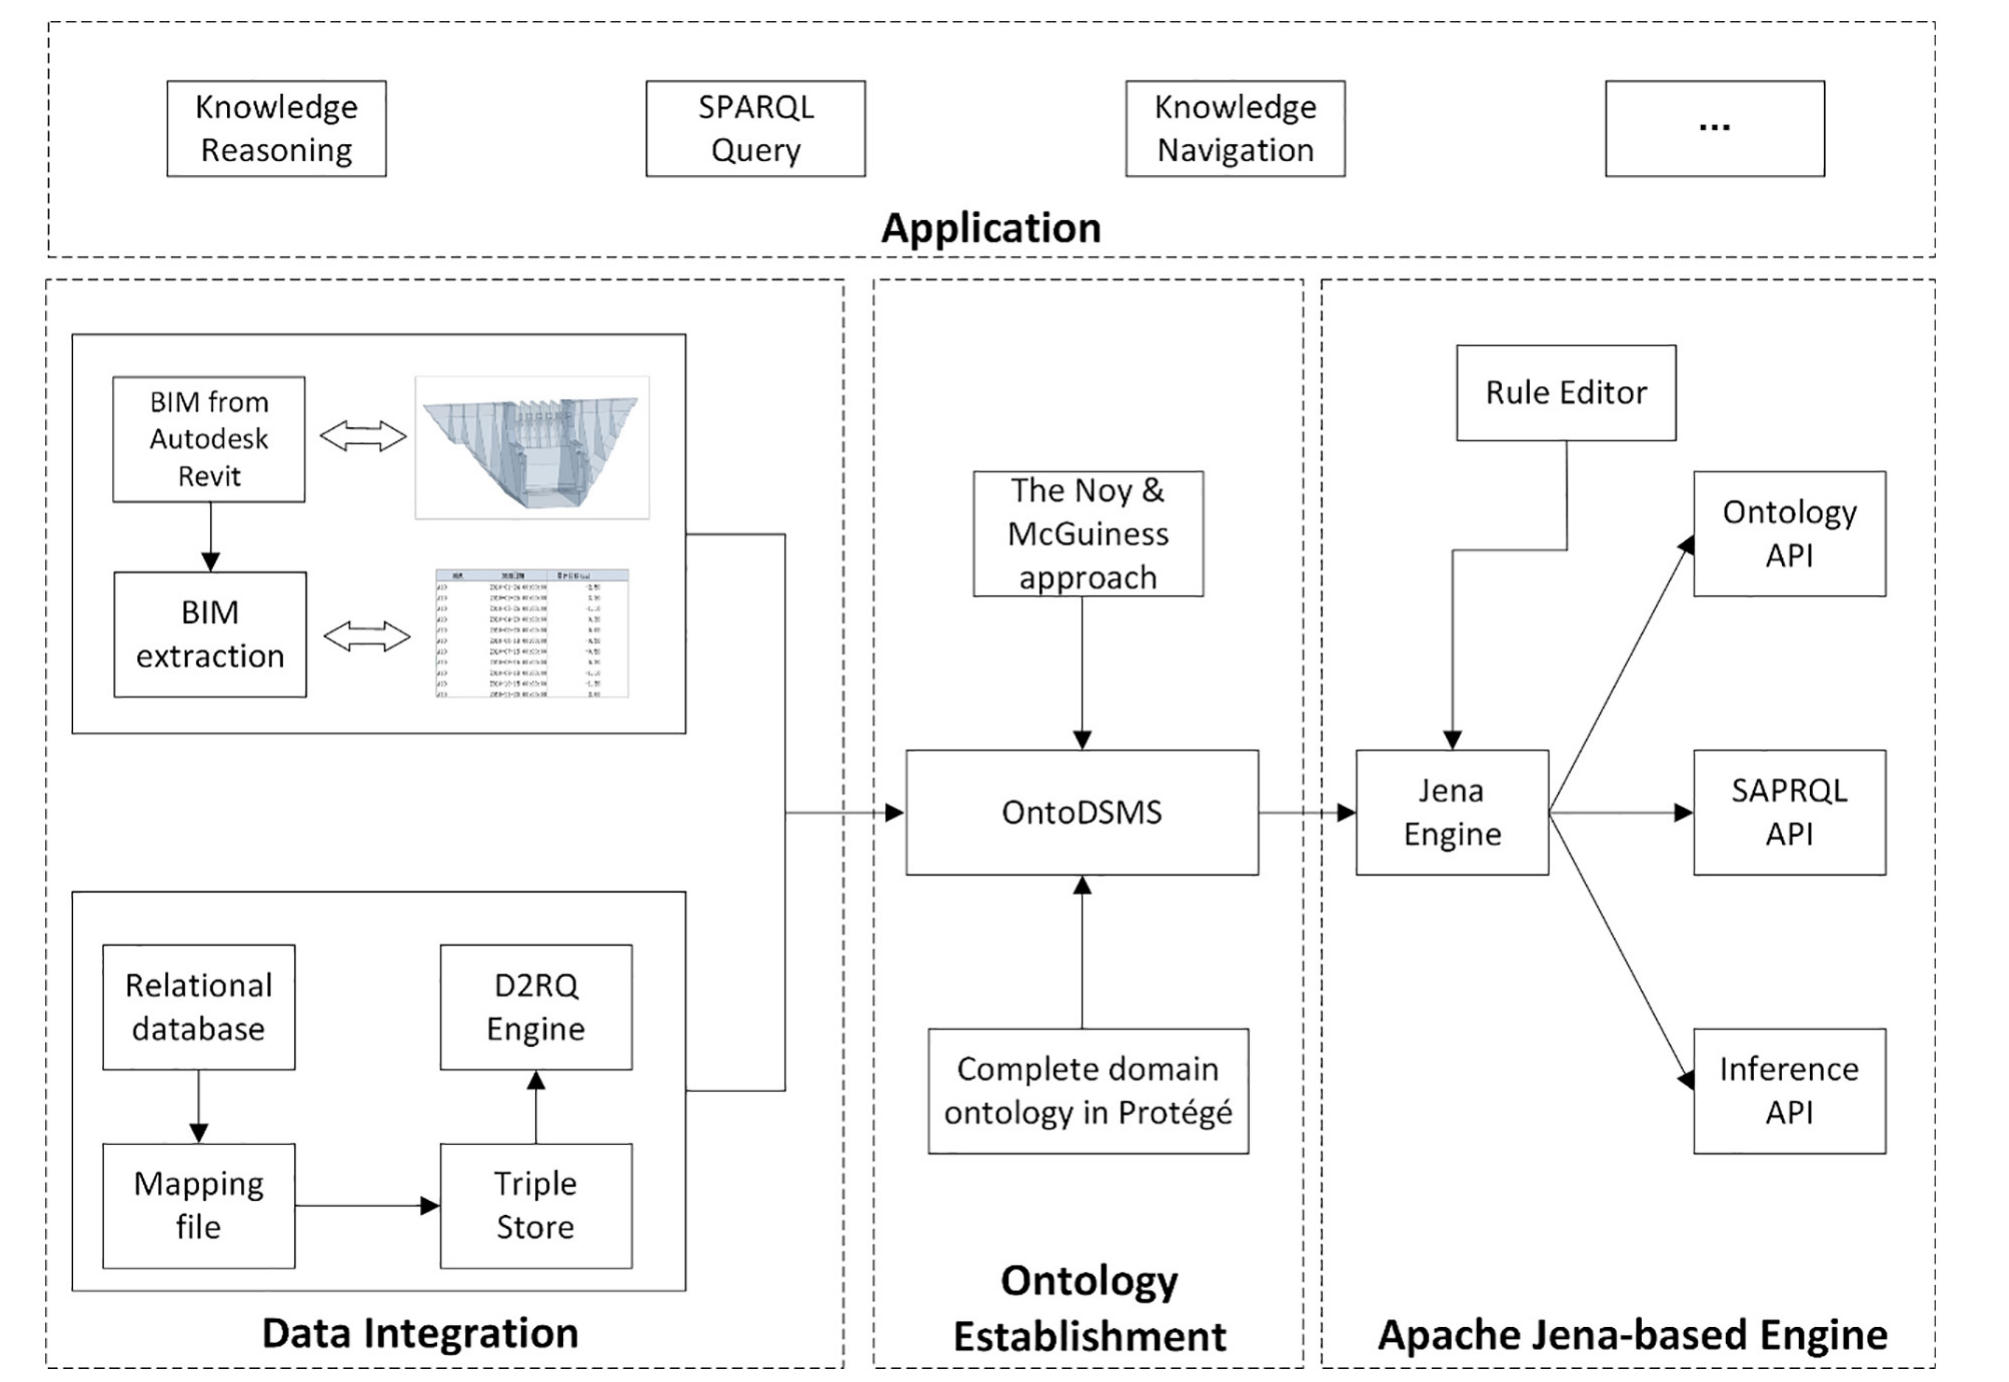 Knowledge
Reasoning
SPARQL
Query
Knowledge
Navigation
...
Application
BIM from
Autodesk
Revit
BIM
extraction
Relational
database
D2RQ
Engine
Mapping
file
Triple
Store
Data Integration
The Noy &
McGuiness
approach
OntoDSMS
Complete domain
ontology in Protégé
Ontology
Establishment
Rule Editor
Jena
Engine
Ontology
API
SAPRQL
API
Inference
API
Apache Jena-based Engine